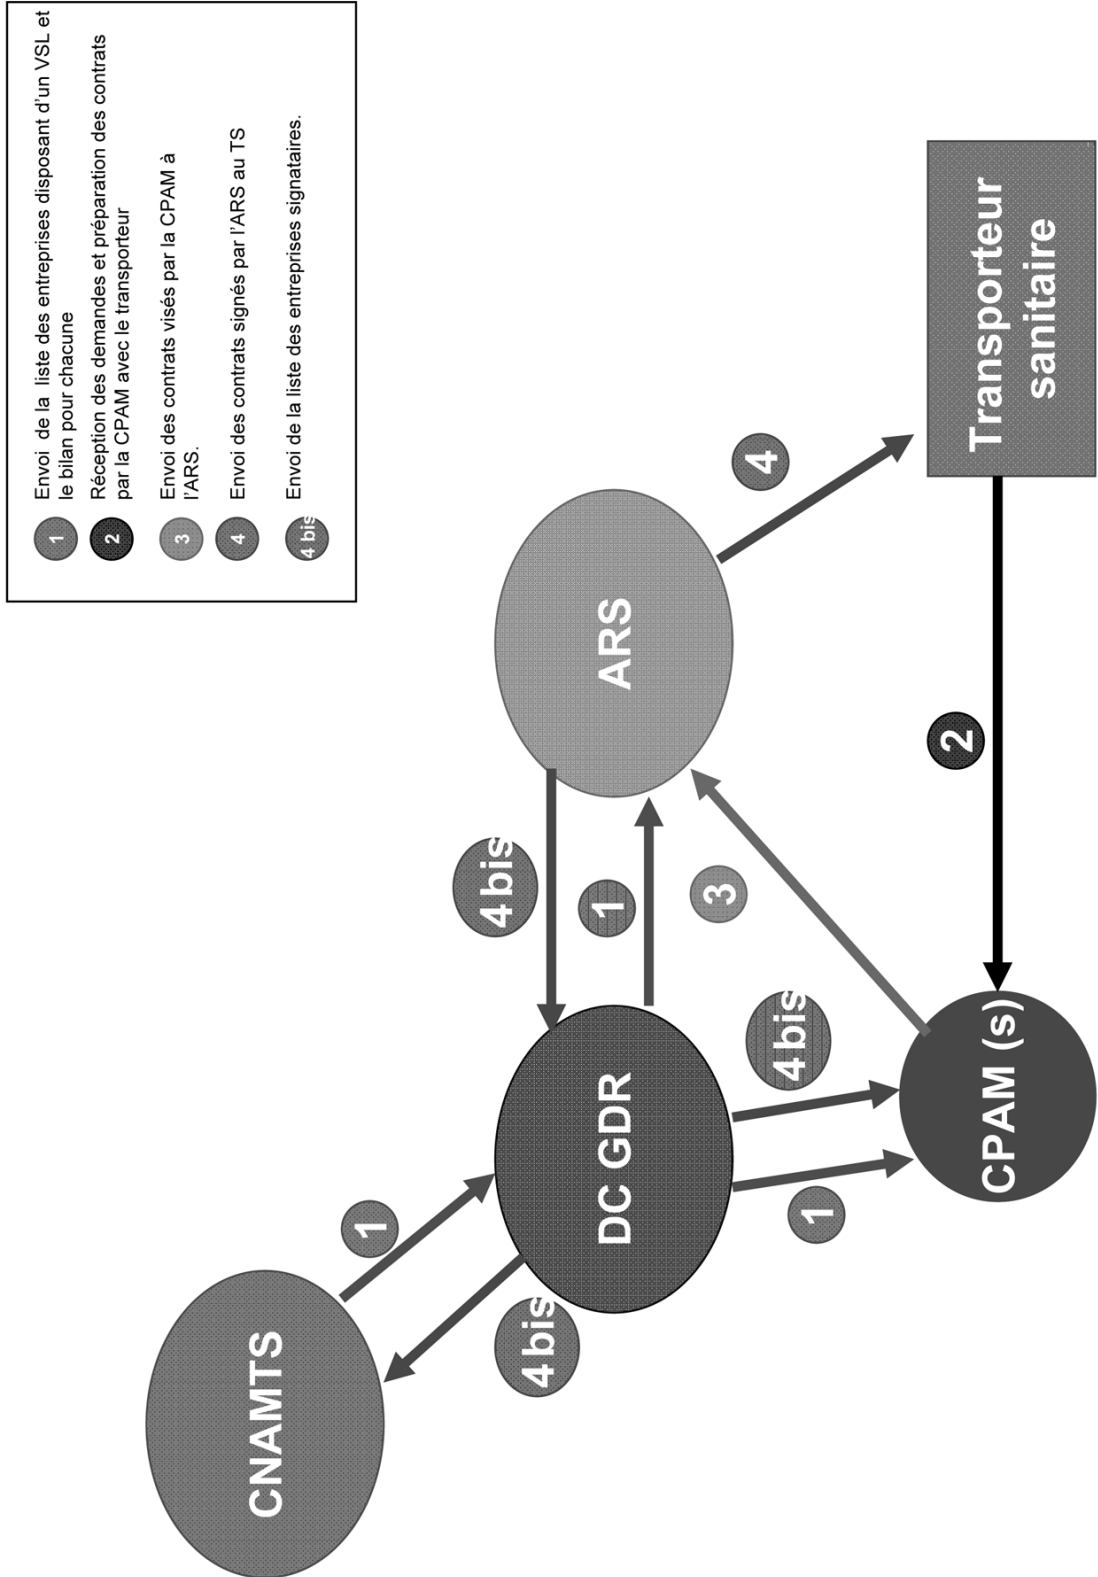 1
Envoi de la liste des entreprises disposant d'un VSL et
le bilan pour chacune
2
Réception des demandes et préparation des contrats
par la CPAM avec le transporteur
3
Envoi des contrats visés par la CPAM à
l'ARS.
4
Envoi des contrats signés par l'ARS au TS
4 bis
Envoi de la liste des entreprises signataires.
CNAMTS
1
4 bis
DC GDR
4 bis
1
ARS
4
1
4 bis
3
CPAM (s)
2
Transporteur
sanitaire